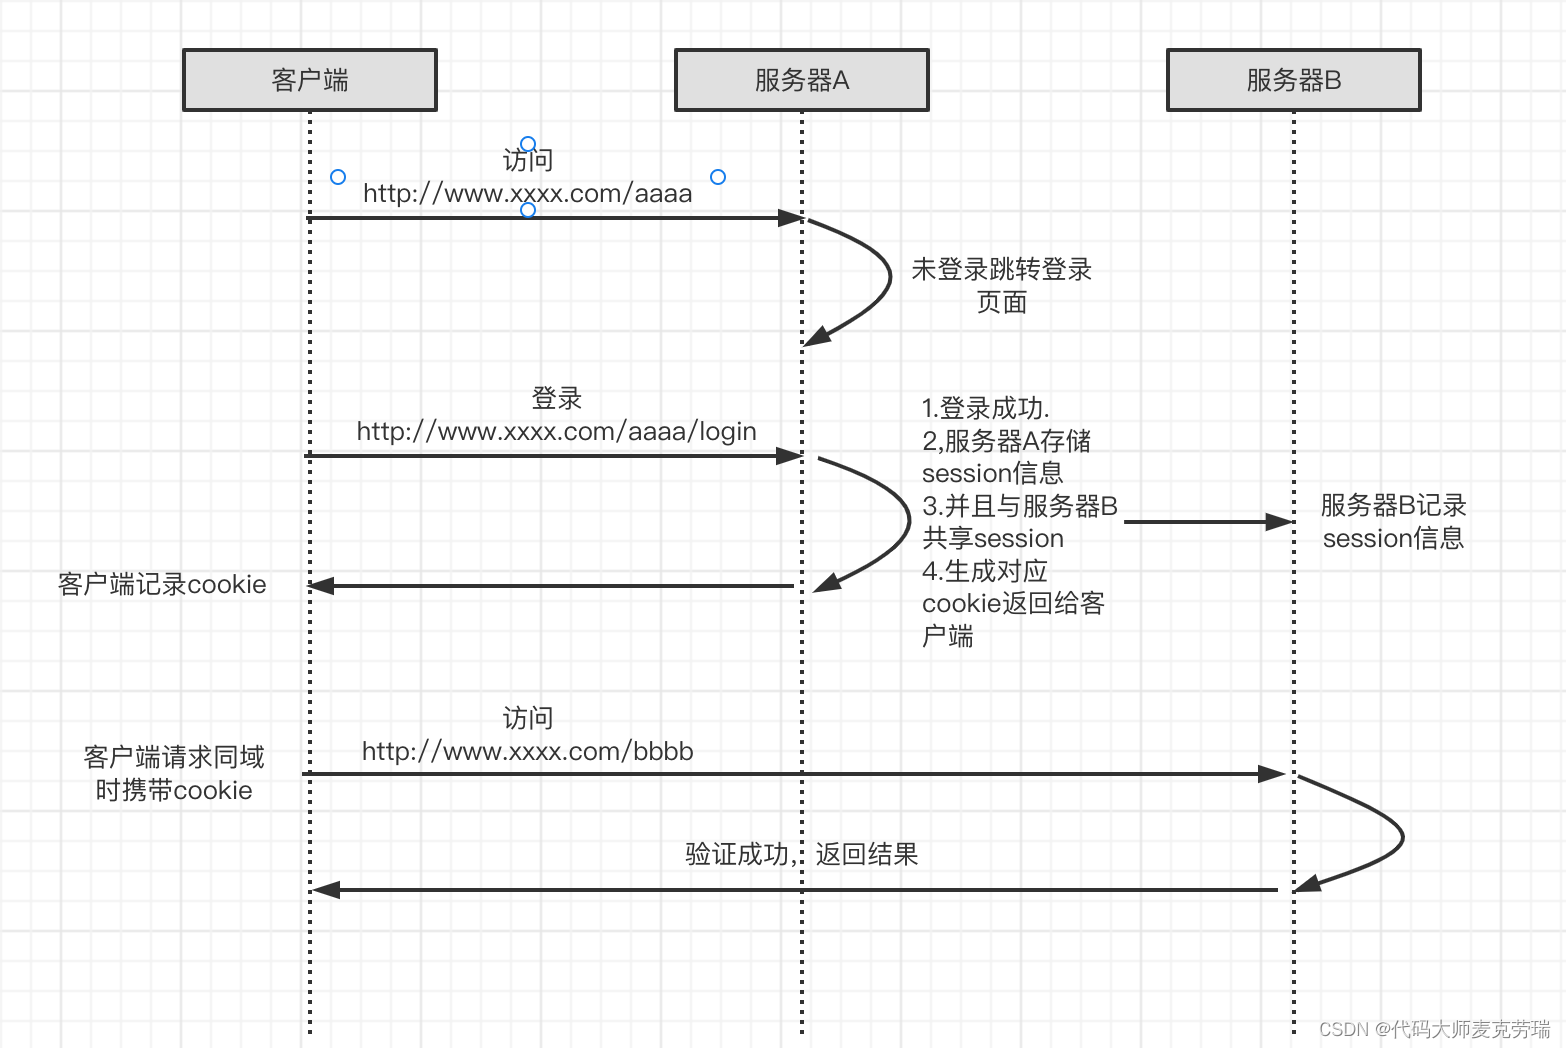 客户端
服务器A
服务器B
访问
http://www.xxxx.com/aaaa
未登录跳转登录
页面
登录
http://www.xxxx.com/aaaa/login
1.登录成功.
2,服务器A存储
session信息
3.并且与服务器B
共享session
4.生成对应
cookie返回给客
户端
服务器B记录
session信息
客户端记录cookie
访问
http://www.xxxx.com/bbbb
客户端请求同域
时携带cookie
验证成功，返回结果
CSDN @代码大师麦克劳瑞